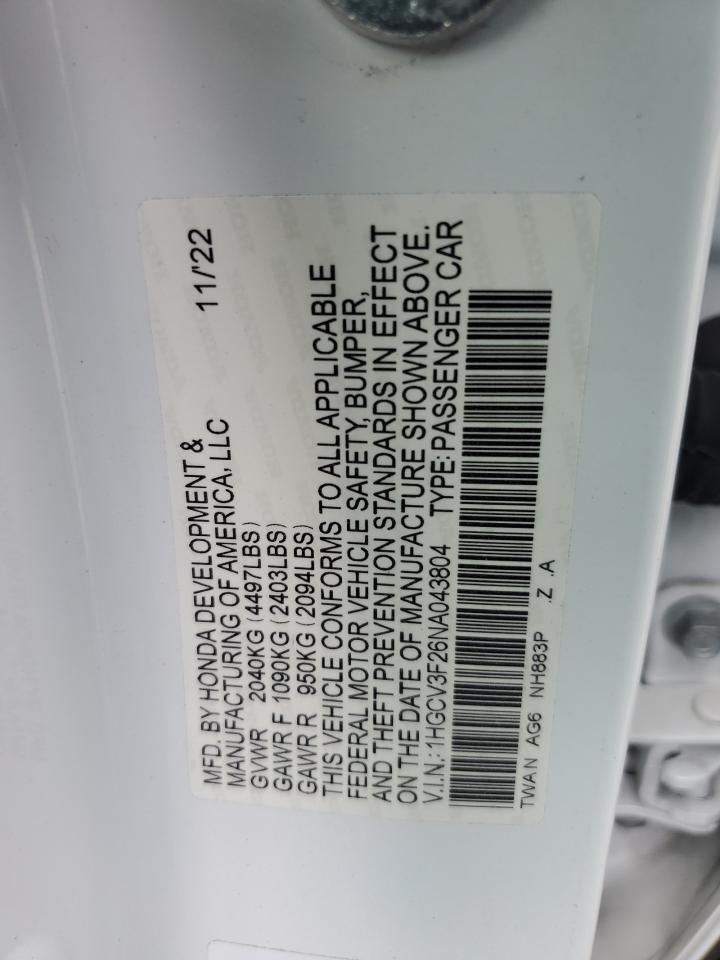 MFD. BY HONDA DEVELOPMENT & 11/'22
MANUFACTURING OF AMERICA, LLC
GVWR 2040KG (4497LBS)
GAWR F 1090KG (2403LBS)
GAWR R 950KG (2094LBS)
THIS VEHICLE CONFORMS TO ALL APPLICABLE
FEDERAL MOTOR VEHICLE SAFETY, BUMPER,
AND THEFT PREVENTION STANDARDS IN EFFECT
ON THE DATE OF MANUFACTURE SHOWN ABOVE.
V.I.N.: 1HGCV3F26NA043804 TYPE: PASSENGER CAR
TWAN AG6 NH883P .Z .A